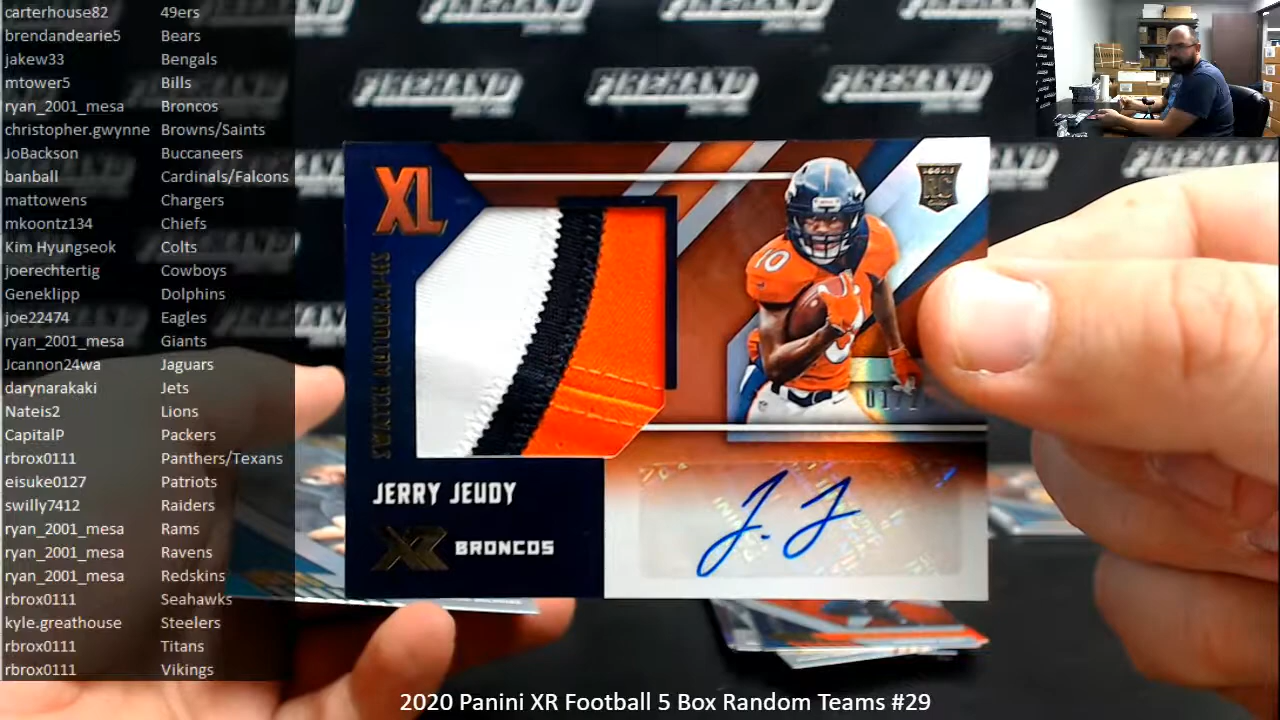 carterhouse82 49ers
brendandearie5 Bears
jakew33 Bengals
mtower5 Bills
ryan_2001_mesa Broncos
christopher.gwynne Browns/Saints
JoBackson Buccaneers
banball Cardinals/Falcons
mattowens Chargers
mkoontz134 Chiefs
Kim Hyungseok Colts
joerechtertig Cowboys
Geneklipp Dolphins
joe22474 Eagles
ryan_2001_mesa Giants
Jcannon24wa Jaguars
darynarakaki Jets
Nateis2 Lions
CapitalP Packers
rbrox0111 Panthers/Texans
eisuke0127 Patriots
swilly7412 Raiders
ryan_2001_mesa Rams
ryan_2001_mesa Ravens
ryan_2001_mesa Redskins
rbrox0111 Seahawks
kyle.greathouse Steelers
rbrox0111 Titans
rbrox0111 Vikings
FIREHAND FIREHAND FIREHAND
XL
SWATCH AUTOGRAPHS
RC
10
JERRY JEUDY
XR BRONCOS
J. J
2020 Panini XR Football 5 Box Random Teams #29